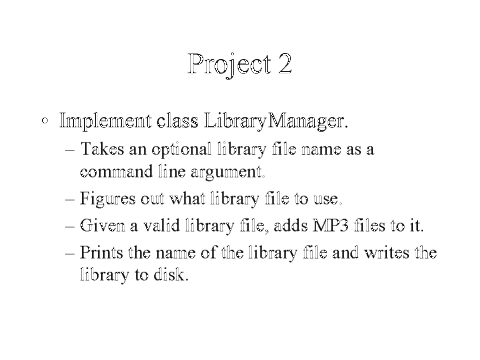 Project 2
◦ Implement class LibraryManager.
– Takes an optional library file name as a
command line argument.
– Figures out what library file to use.
– Given a valid library file, adds MP3 files to it.
– Prints the name of the library file and writes the
library to disk.